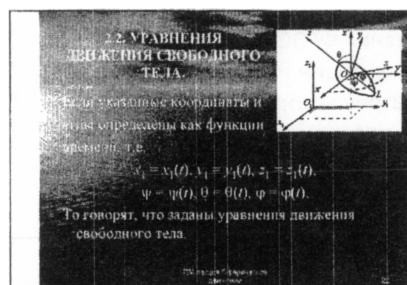 2.2. УРАВНЕНИЯ
ДВИЖЕНИЯ СВОБОДНОГО
ТЕЛА.
Если указанные координаты и
углы определены как функции
времени, т.е.
x₁ = x₁(t), y₁ = y₁(t), z₁ = z₁(t),
ψ = ψ(t), θ = θ(t), φ = φ(t),
То говорят, что заданы уравнения движения
свободного тела.